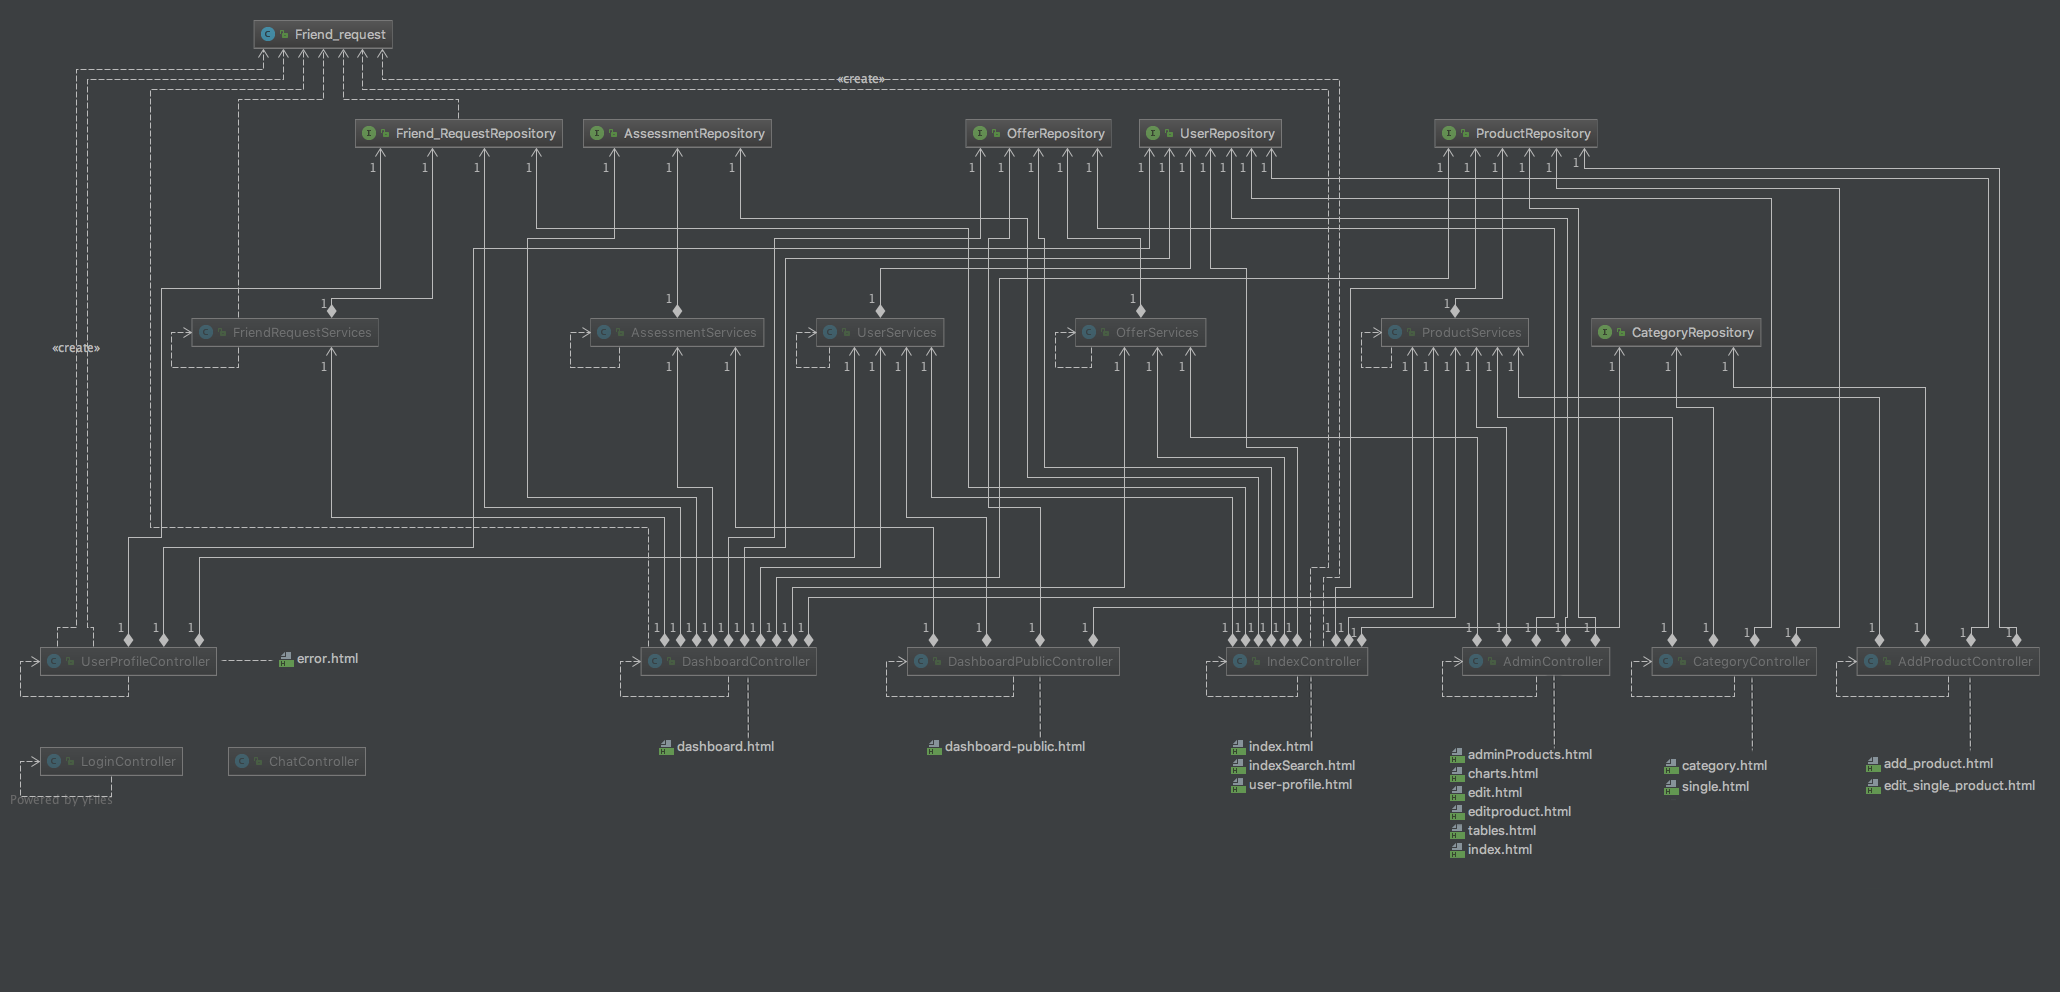 Friend_request
«create»
Friend_RequestRepository
AssessmentRepository
OfferRepository
UserRepository
ProductRepository
1 1 1 1 1 1 1 1 1 1 1 1 1 1 1 1 1 1 1 1 1 1 1 1 1
1 1 1 1 1
FriendRequestServices
AssessmentServices
UserServices
OfferServices
ProductServices
CategoryRepository
«create»
1 1 1 1 1 1 1 1 1 1 1 1 1 1 1 1 1 1 1
1 1 1 1 1 1 1 1 1 1 1 1 1 1 1 1 1 1 1 1 1 1 1 1 1 1 1 1 1 1 1 1 1 1 1 1 1 1 1 1 1
UserProfileController
error.html
DashboardController
DashboardPublicController
IndexController
AdminController
CategoryController
AddProductController
dashboard.html
dashboard-public.html
index.html
indexSearch.html
user-profile.html
adminProducts.html
charts.html
edit.html
editproduct.html
tables.html
index.html
category.html
single.html
add_product.html
edit_single_product.html
LoginController
ChatController
Powered by yFiles